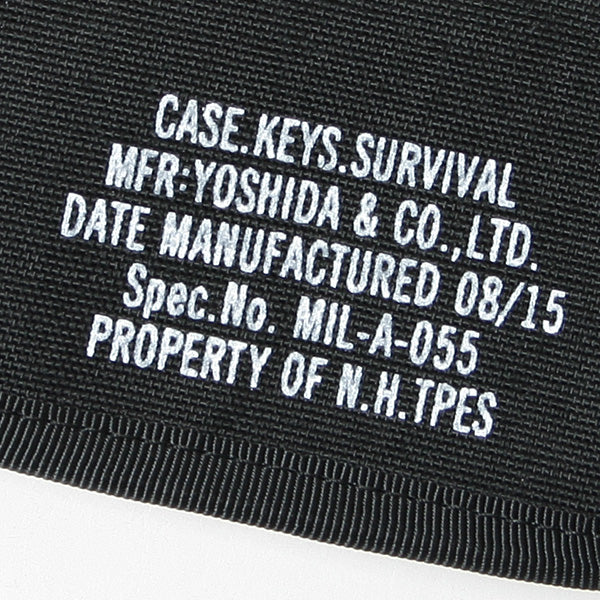 CASE.KEYS.SURVIVAL
MFR:YOSHIDA & CO.,LTD.
DATE MANUFACTURED 08/15
Spec.No. MIL-A-055
PROPERTY OF N.H.TPES